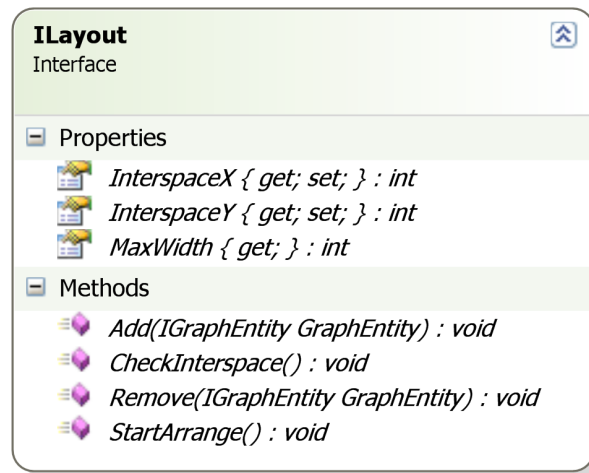 ILayout
Interface
Properties
InterspaceX { get; set; } : int
InterspaceY { get; set; } : int
MaxWidth { get; } : int
Methods
Add(IGraphEntity GraphEntity) : void
CheckInterspace() : void
Remove(IGraphEntity GraphEntity) : void
StartArrange() : void